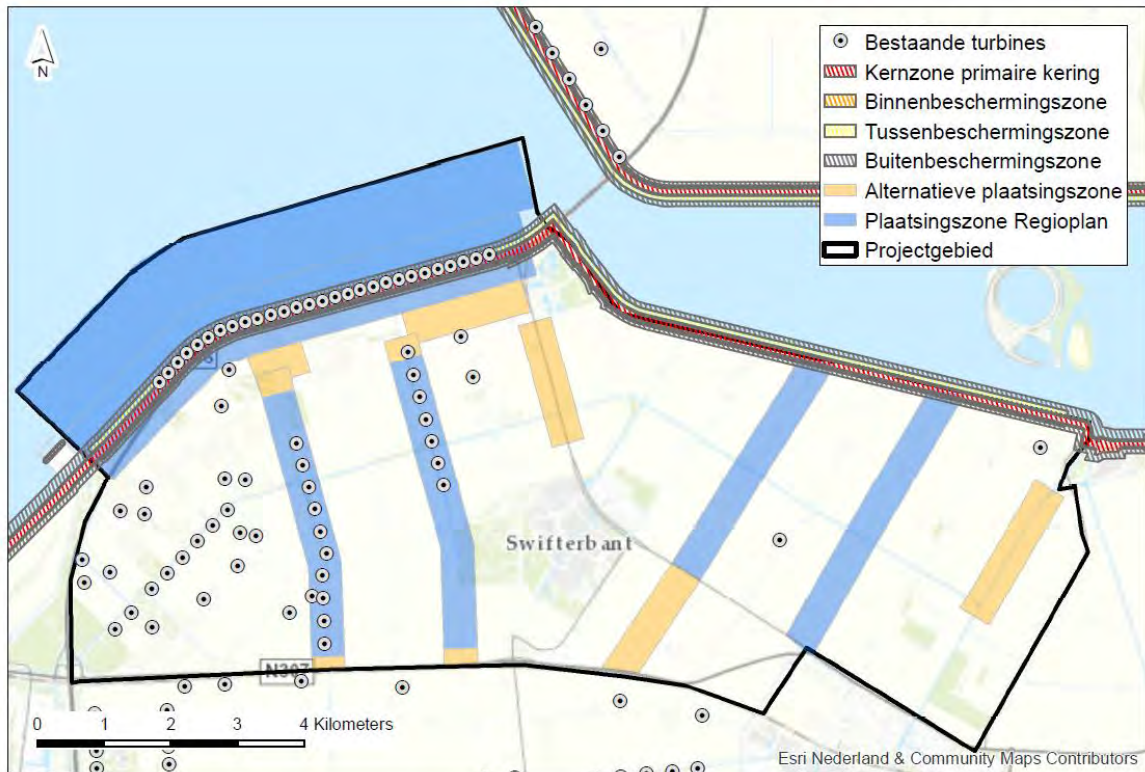 N
Bestaande turbines
Kernzone primaire kering
Binnenbeschermingszone
Tussenbeschermingszone
Buitenbeschermingszone
Alternatieve plaatsingszone
Plaatsingszone Regioplan
Projectgebied
Swifterbant
N307
0 1 2 3 4 Kilometers
Esri Nederland & Community Maps Contributors